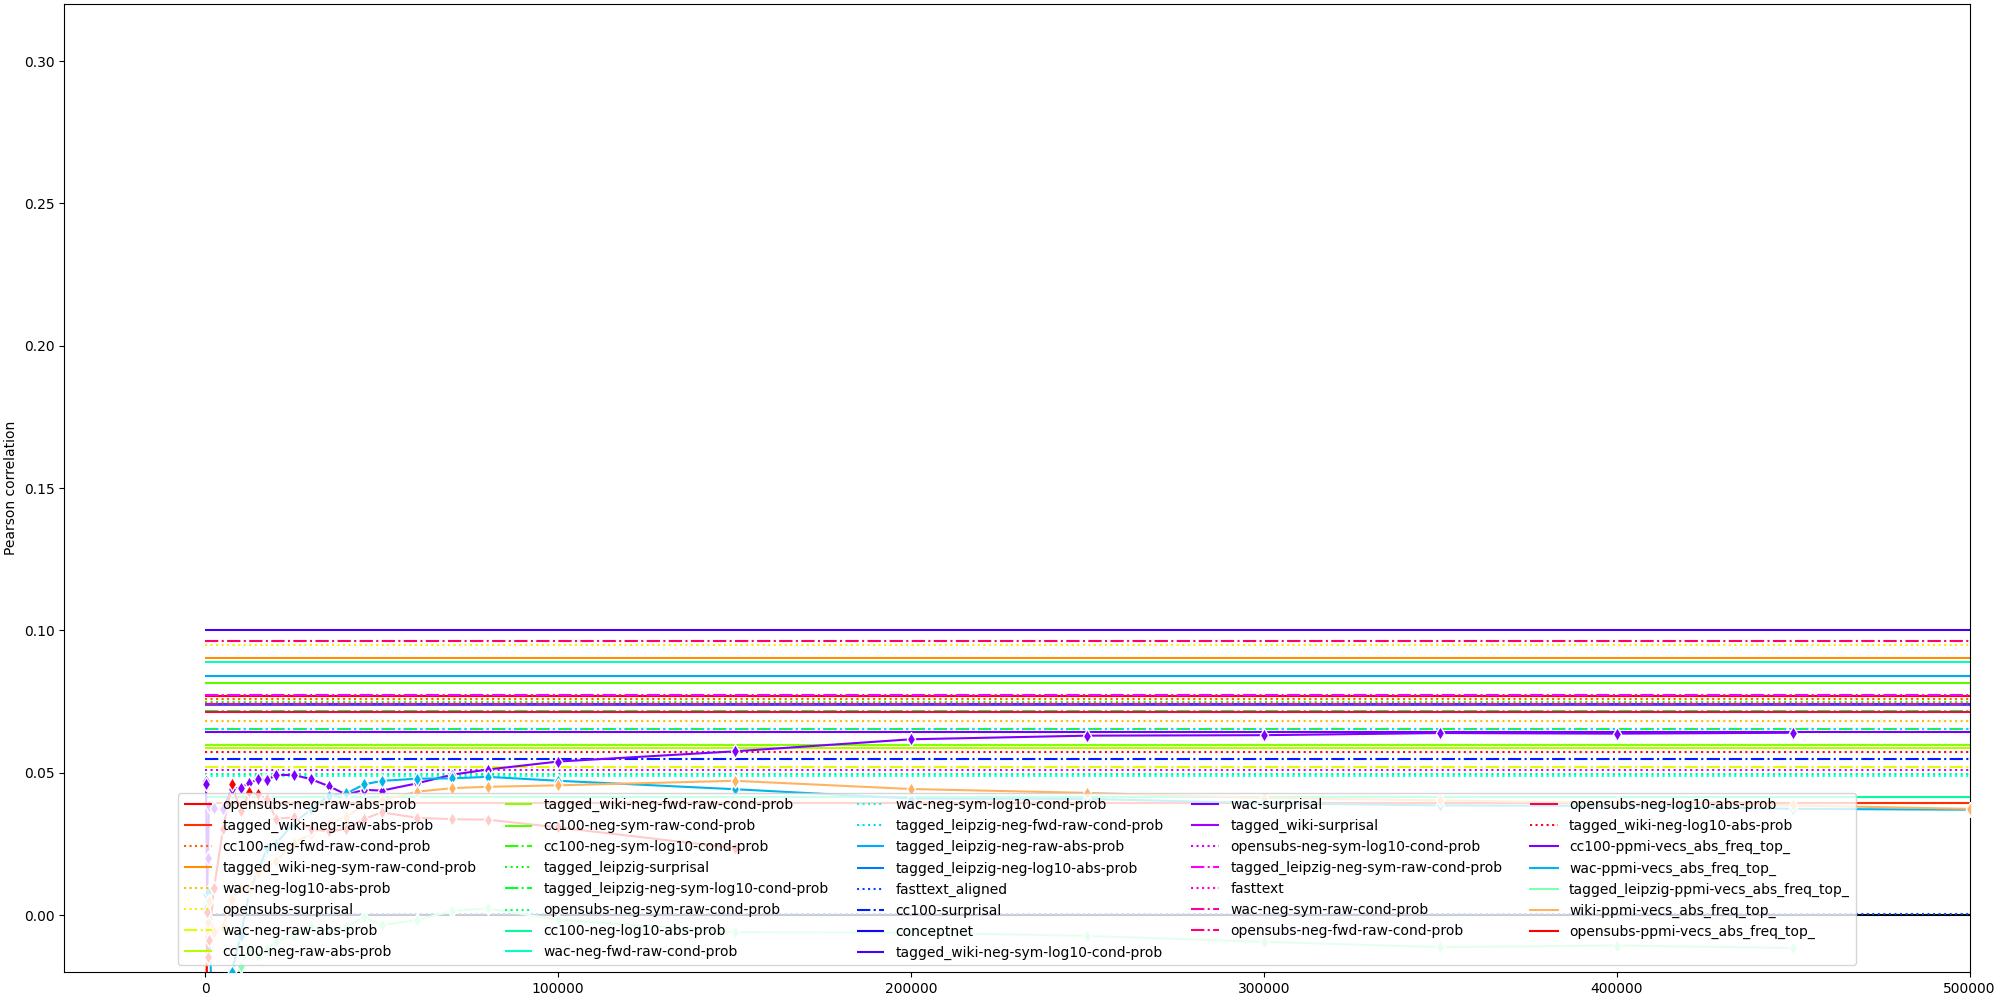 0.30
0.25
0.20
0.15
0.10
0.05
0.00
Pearson correlation
opensubs-neg-raw-abs-prob
tagged_wiki-neg-raw-abs-prob
cc100-neg-fwd-raw-cond-prob
tagged_wiki-neg-sym-raw-cond-prob
wac-neg-log10-abs-prob
opensubs-surprisal
wac-neg-raw-abs-prob
cc100-neg-raw-abs-prob
tagged_wiki-neg-fwd-raw-cond-prob
cc100-neg-sym-raw-cond-prob
cc100-neg-sym-log10-cond-prob
tagged_leipzig-surprisal
tagged_leipzig-neg-sym-log10-cond-prob
opensubs-neg-sym-raw-cond-prob
cc100-neg-log10-abs-prob
wac-neg-fwd-raw-cond-prob
wac-neg-sym-log10-cond-prob
tagged_leipzig-neg-fwd-raw-cond-prob
tagged_leipzig-neg-raw-abs-prob
tagged_leipzig-neg-log10-abs-prob
fasttext_aligned
cc100-surprisal
conceptnet
tagged_wiki-neg-sym-log10-cond-prob
wac-surprisal
tagged_wiki-surprisal
opensubs-neg-sym-log10-cond-prob
tagged_leipzig-neg-sym-raw-cond-prob
fasttext
wac-neg-sym-raw-cond-prob
opensubs-neg-fwd-raw-cond-prob
opensubs-neg-log10-abs-prob
tagged_wiki-neg-log10-abs-prob
cc100-ppmi-vecs_abs_freq_top_
wac-ppmi-vecs_abs_freq_top_
tagged_leipzig-ppmi-vecs_abs_freq_top_
wiki-ppmi-vecs_abs_freq_top_
opensubs-ppmi-vecs_abs_freq_top_
0 100000 200000 300000 400000 500000